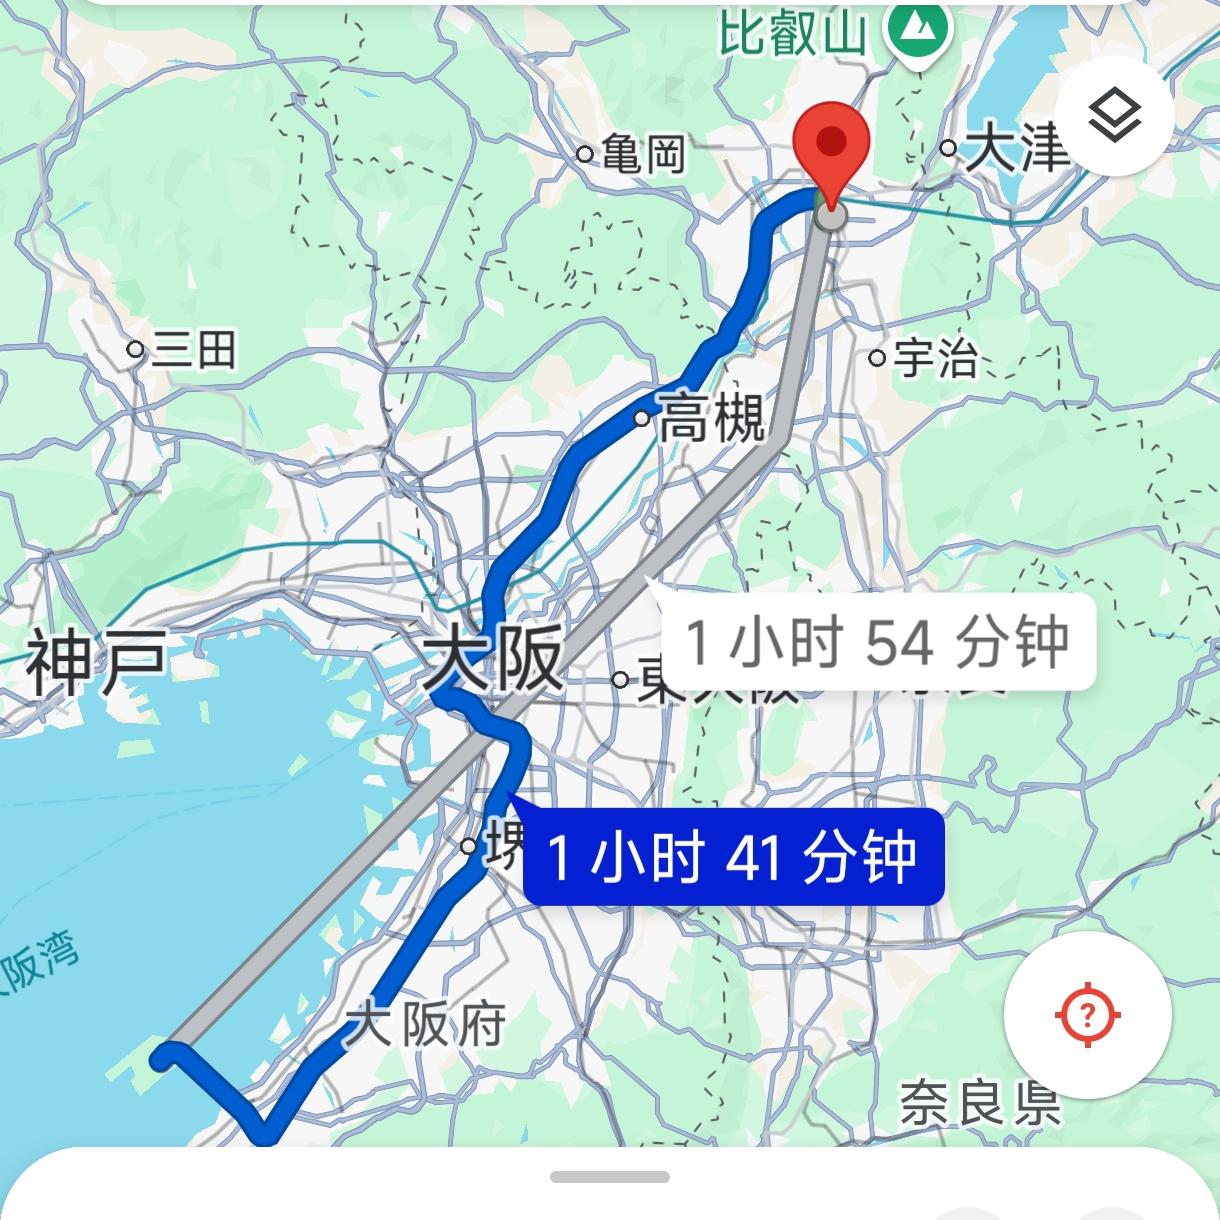 比叡山
亀岡
大津
三田
宇治
高槻
神戸
大阪
1 小时 54 分钟
1 小时 41 分钟
阪湾
大阪府
奈良県